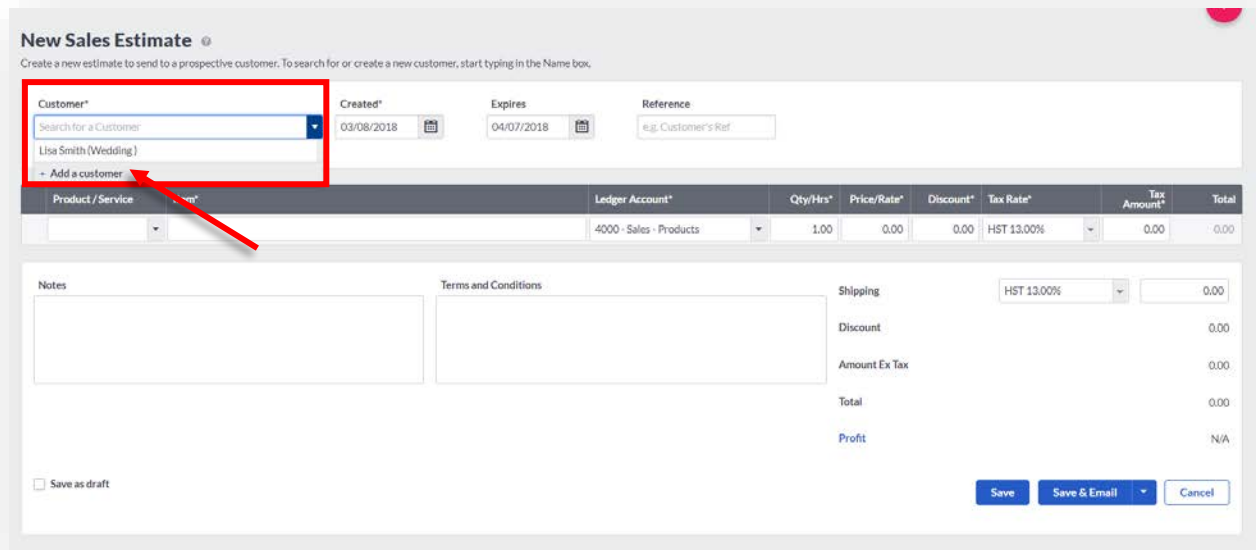 New Sales Estimate
Create a new estimate to send to a prospective customer. To search for or create a new customer, start typing in the Name box.
Customer* Created* Expires Reference
Search for a Customer 03/08/2018 04/07/2018 e.g. Customer's Ref
Lisa Smith (Wedding )
+ Add a customer
Product / Service Ledger Account* Qty/Hrs* Price/Rate* Discount* Tax Rate* Tax Amount* Total
4000 - Sales - Products 1.00 0.00 0.00 HST 13.00% 0.00 0.00
Notes Terms and Conditions
Shipping HST 13.00% 0.00
Discount 0.00
Amount Ex Tax 0.00
Total 0.00
Profit N/A
Save as draft Save Save & Email Cancel